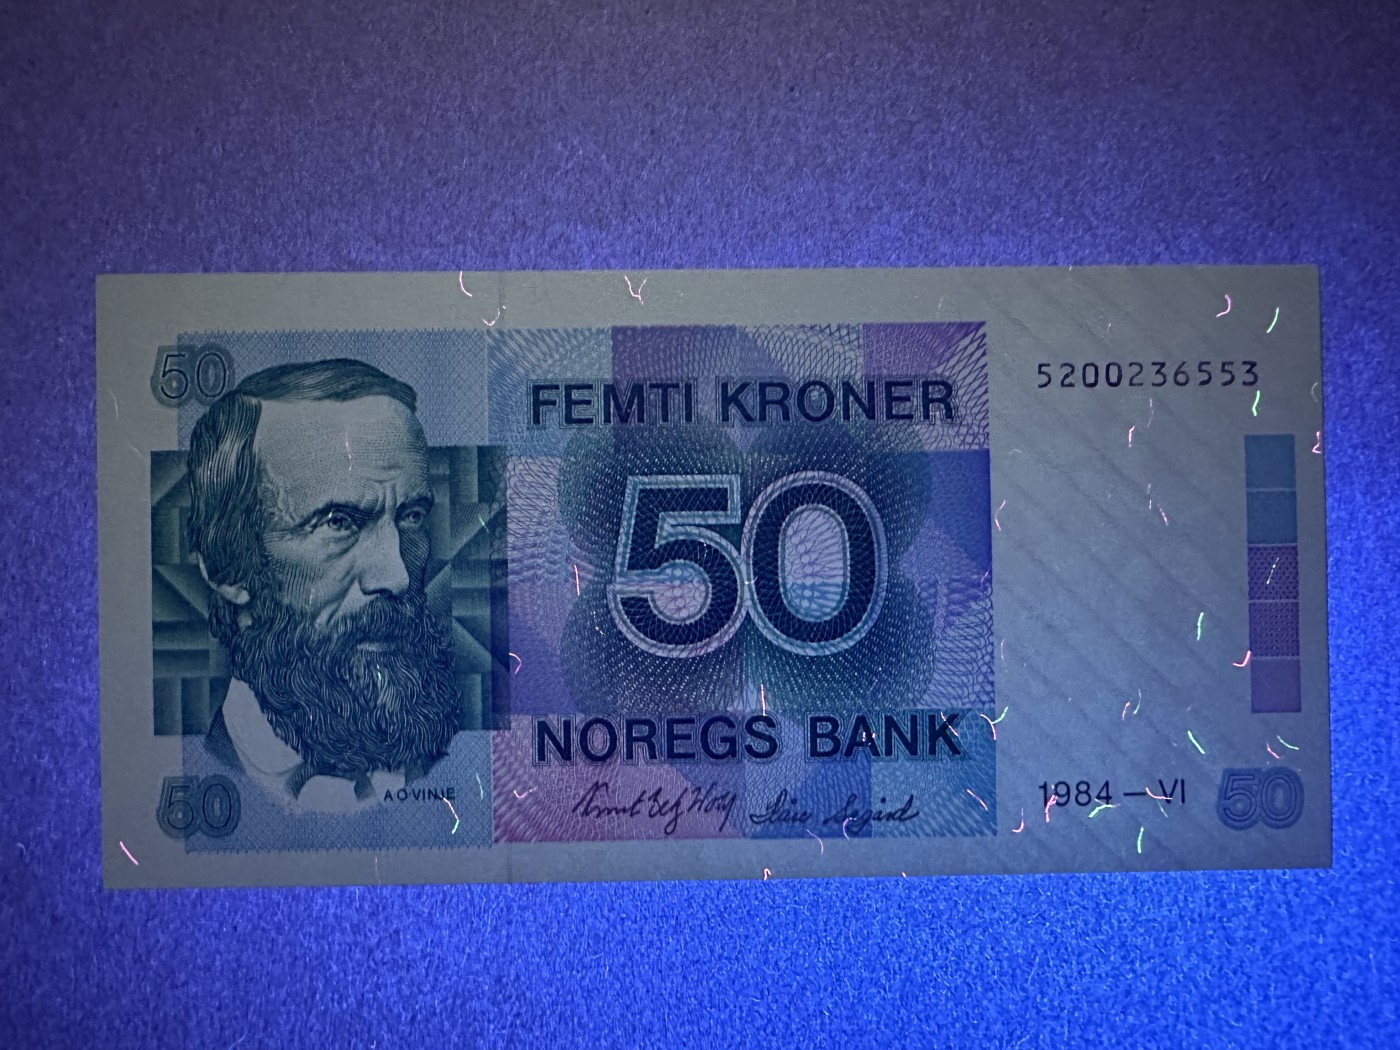 50
FEMTI KRONER
5200236553
50
NOREGS BANK
50
A O VINJE
1984 – VI
50